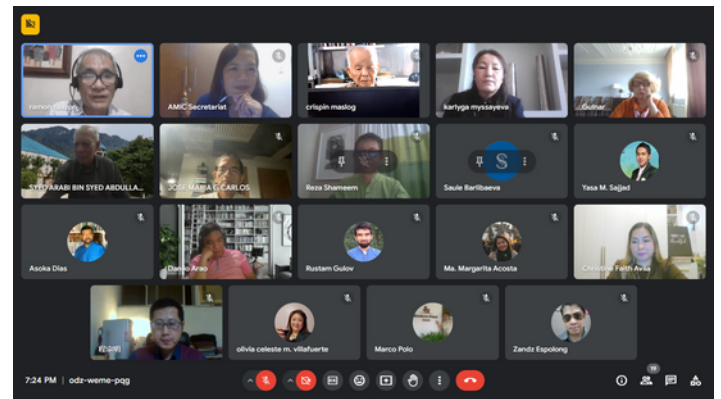 ramon tuazon
AMIC Secretariat
crispin maslog
karlyga myssayeva
Gulnar
SYED ARABI BIN SYED ABDULLA...
JOSE MARIA G. CARLOS
Reza Shameem
S
Saule Barlibaeva
Yasa M. Sajjad
Asoka Dias
Danilo Arao
Rustam Gulov
Ma. Margarita Acosta
Christine Faith Avila
olivia celeste m. villafuerte
Marco Polo
Zandz Espolong
19
7:24 PM | odz-weme-pqg